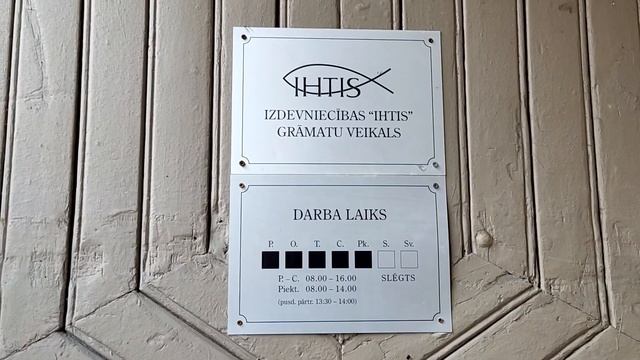 IHTIS
IZDEVNIECĪBAS “IHTIS”
GRĀMATU VEIKALS
DARBA LAIKS
P. O. T. C. Pk. S. Sv.
P. – C. 08.00 – 16.00 SLĒGTS
Piekt. 08.00 – 14.00
(pusd. pārtr. 13:30 – 14:00)